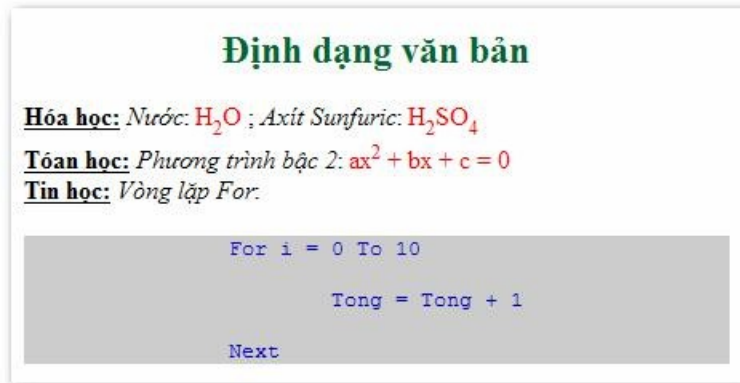 Định dạng văn bản
Hóa học: Nước: H₂O ; Axít Sunfuric: H₂SO₄
Tóan học: Phương trình bậc 2: ax² + bx + c = 0
Tin học: Vòng lặp For:
For i = 0 To 10
Tong = Tong + 1
Next